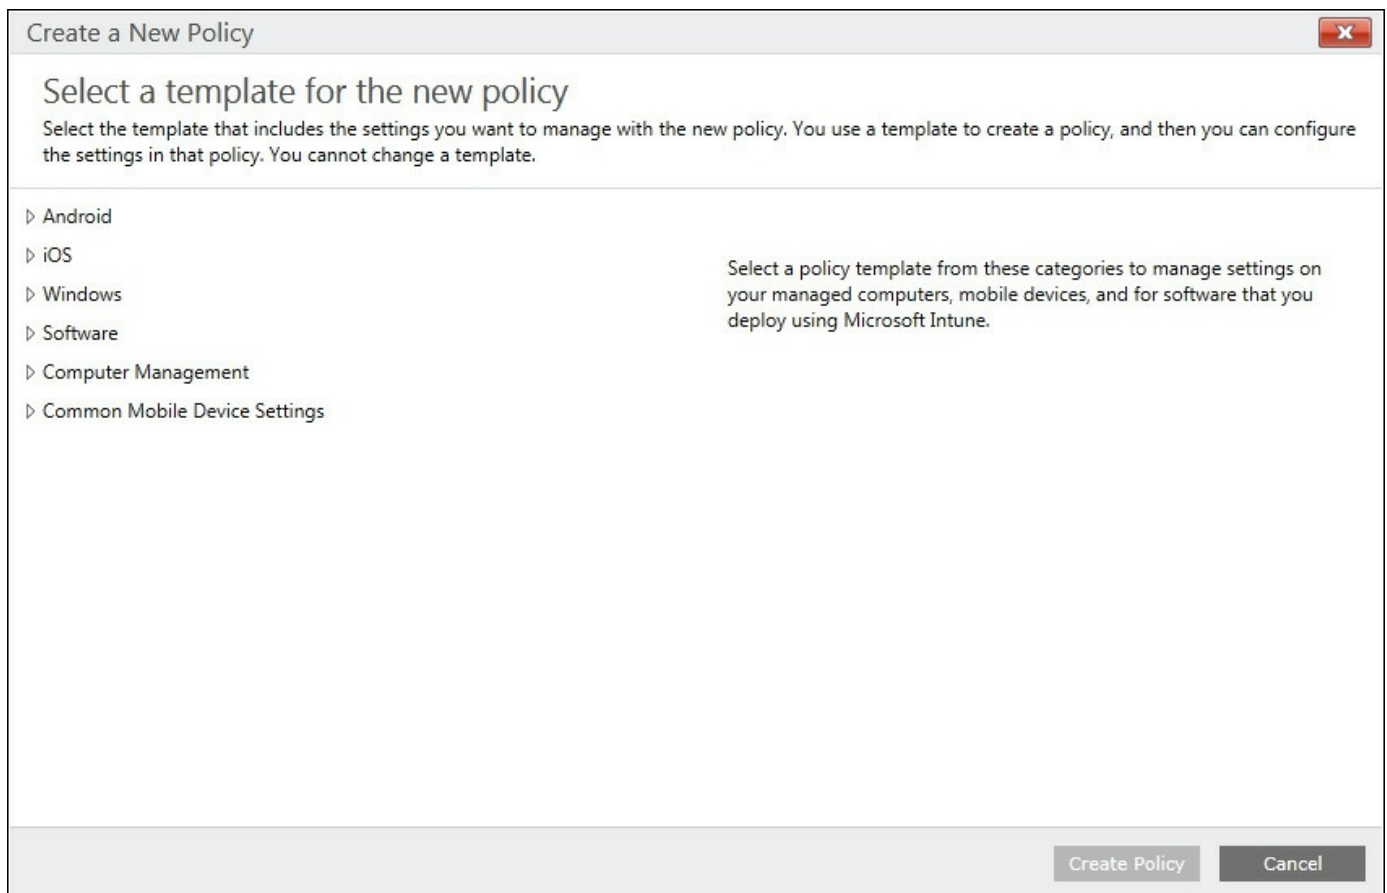 Create a New Policy
Select a template for the new policy
Select the template that includes the settings you want to manage with the new policy. You use a template to create a policy, and then you can configure
the settings in that policy. You cannot change a template.
Android
iOS
Windows
Software
Computer Management
Common Mobile Device Settings
Select a policy template from these categories to manage settings on
your managed computers, mobile devices, and for software that you
deploy using Microsoft Intune.
Create Policy
Cancel